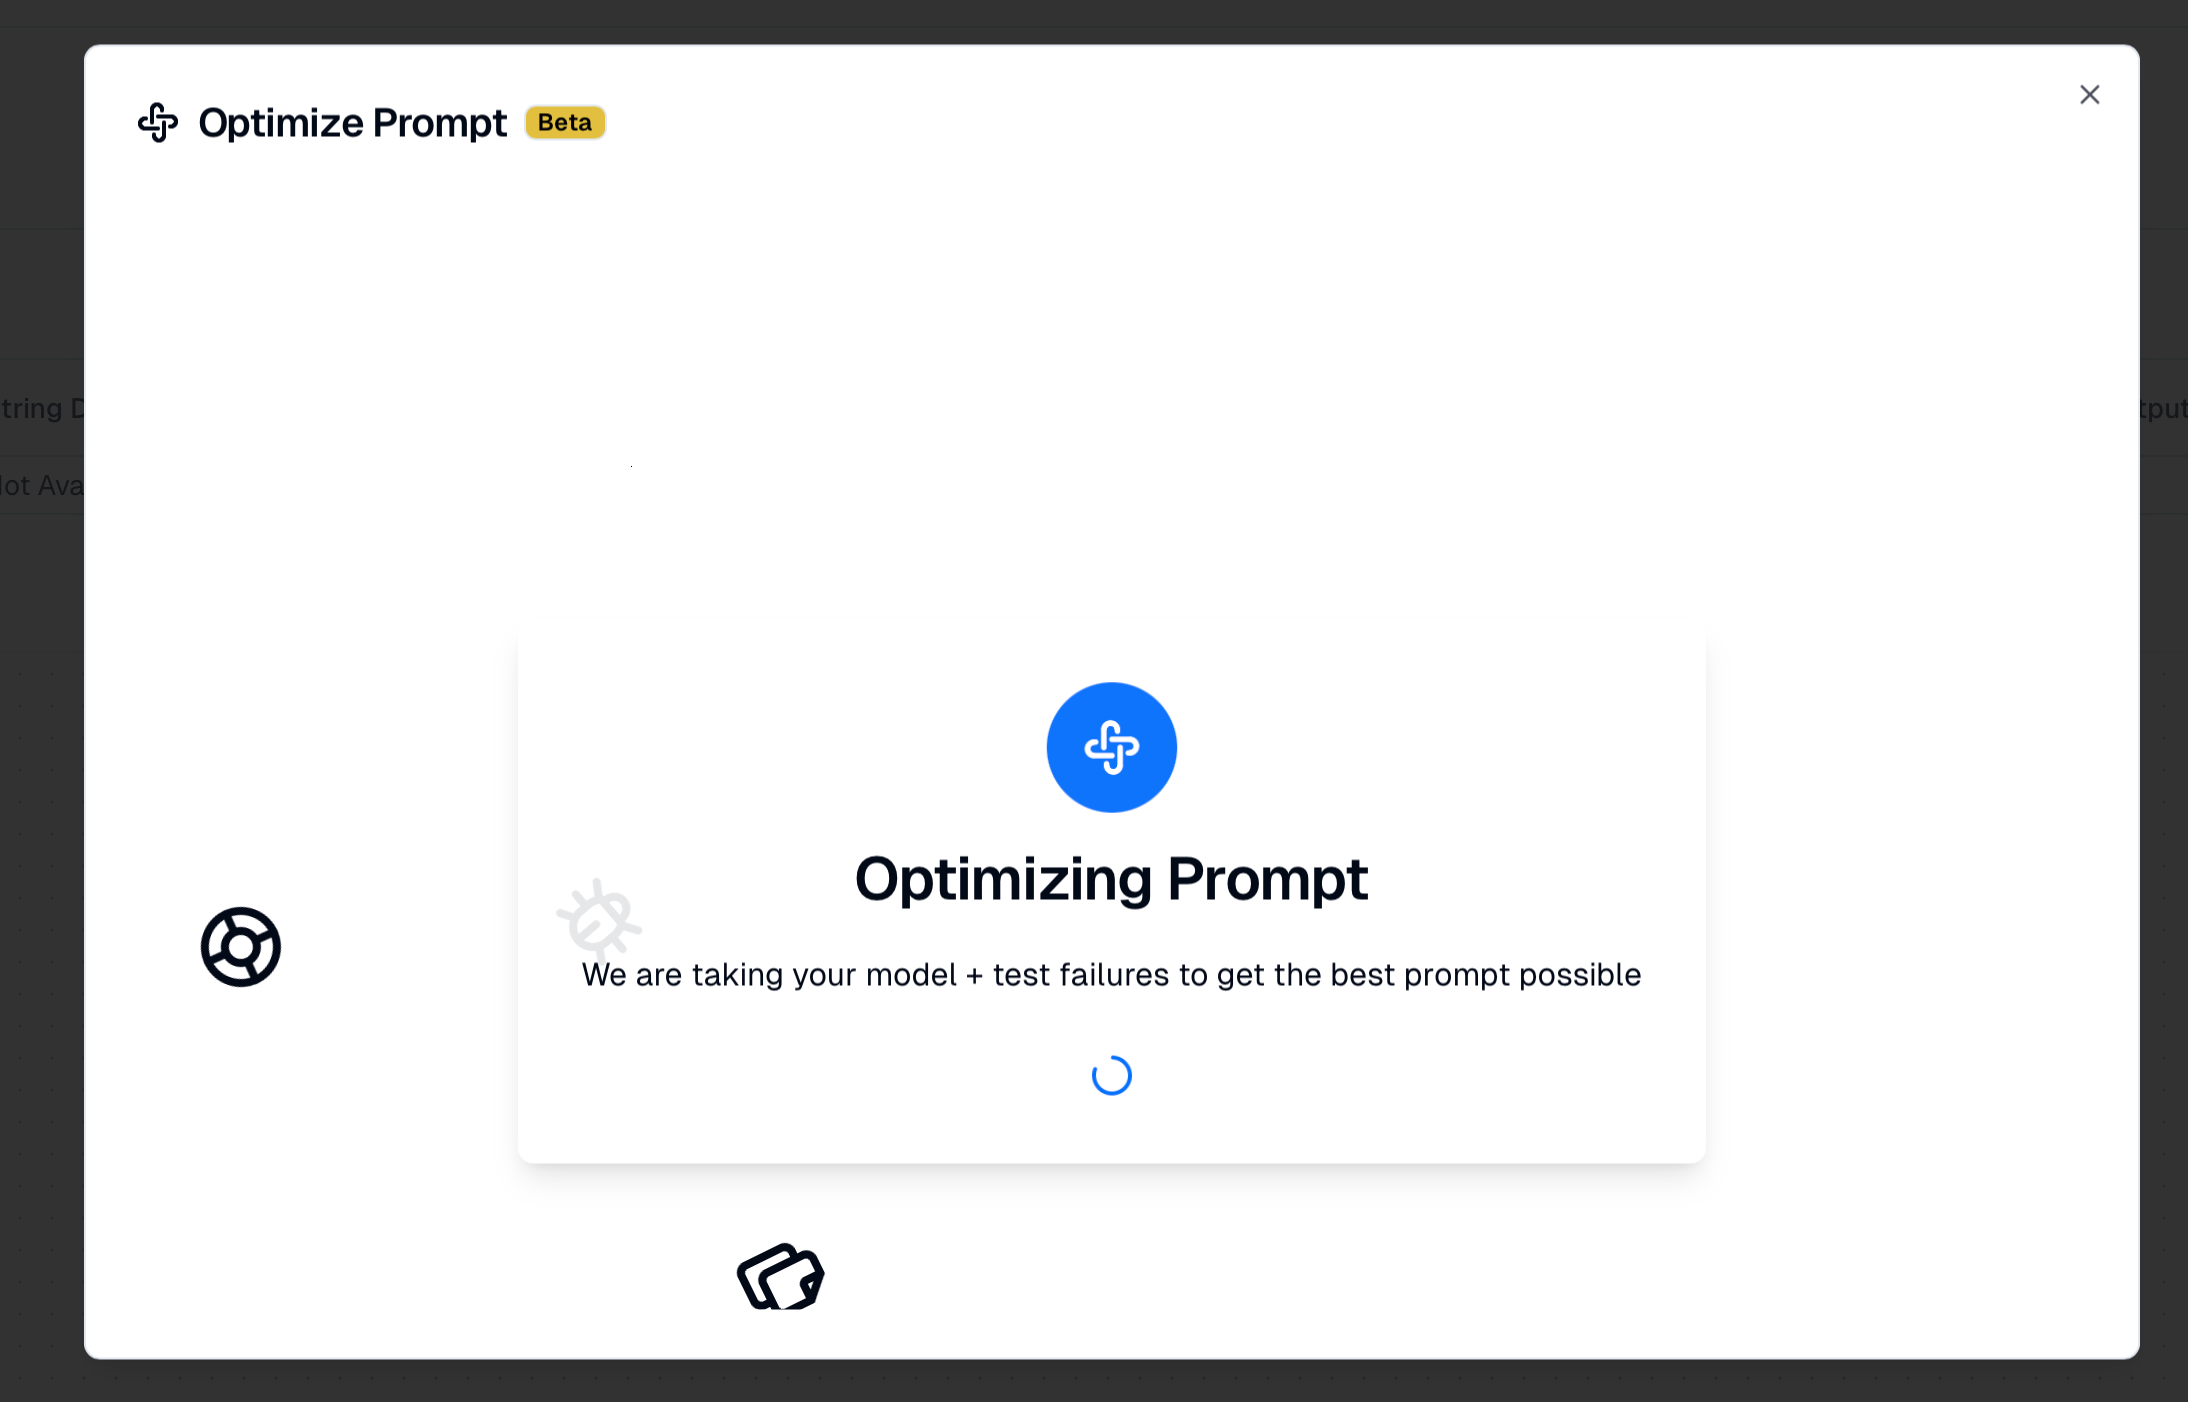 Optimize Prompt Beta
tring D
tput
lot Ava
Optimizing Prompt
We are taking your model + test failures to get the best prompt possible